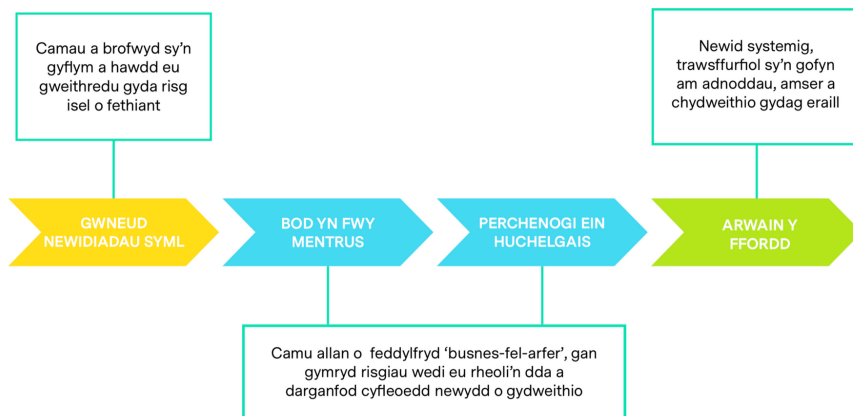 Camau a brofwyd sy'n
gyflym a hawdd eu
gweithredu gyda risg
isel o fethiant
Newid systemig,
trawsffurfiol sy'n gofyn
am adnoddau, amser a
chydweithio gydag eraill
GWNEUD
NEWIDIADAU SYML
BOD YN FWY
MENTRUS
PERCHENOGI EIN
HUCHELGAIS
ARWAIN Y
FFORDD
Camu allan o feddylfryd ‘busnes-fel-arfer’, gan
gymryd risgiau wedi eu rheoli’n dda a
darganfod cyfleoedd newydd o gydweithio